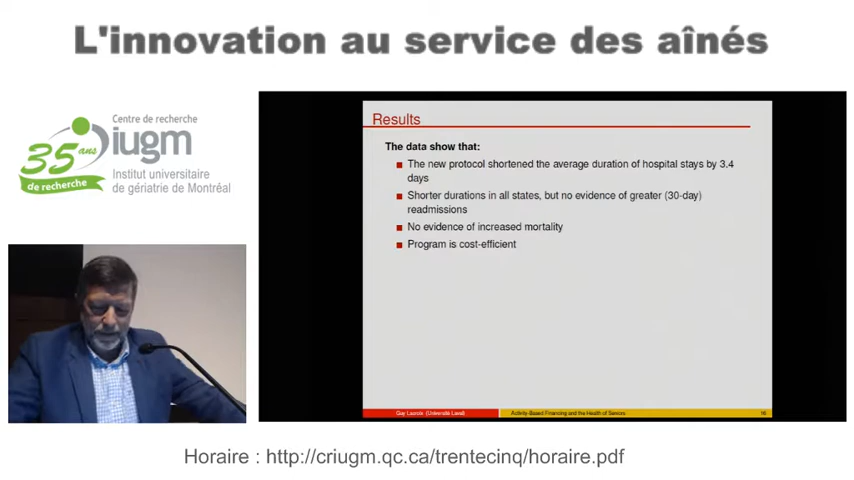 L'innovation au service des aînés
Centre de recherche
iugm
35 ans
de recherche
Institut universitaire
de gériatrie de Montréal
Results
The data show that:
The new protocol shortened the average duration of hospital stays by 3.4
days
Shorter durations in all states, but no evidence of greater (30-day)
readmissions
No evidence of increased mortality
Program is cost-efficient
Guy Lacroix (Université Laval)
Activity-Based Financing and the Health of Seniors
16
Horaire : http://criugm.qc.ca/trentecinq/horaire.pdf